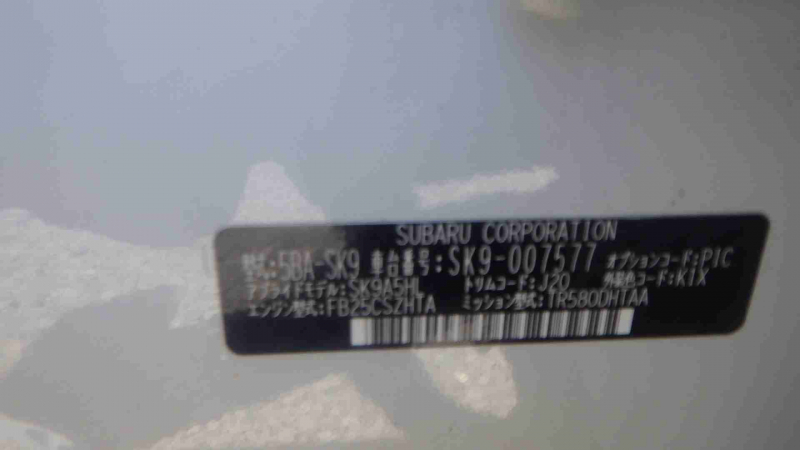 SUBARU CORPORATION
型式:5BA-SK9 車台番号:SK9-007577 オプションコード:PIC
アプライドモデル:SK9A5HL トリムコード:J20 外装色コード:K1X
エンジン型式:FB25CSZHTA ミッション型式:TR580DHTAA